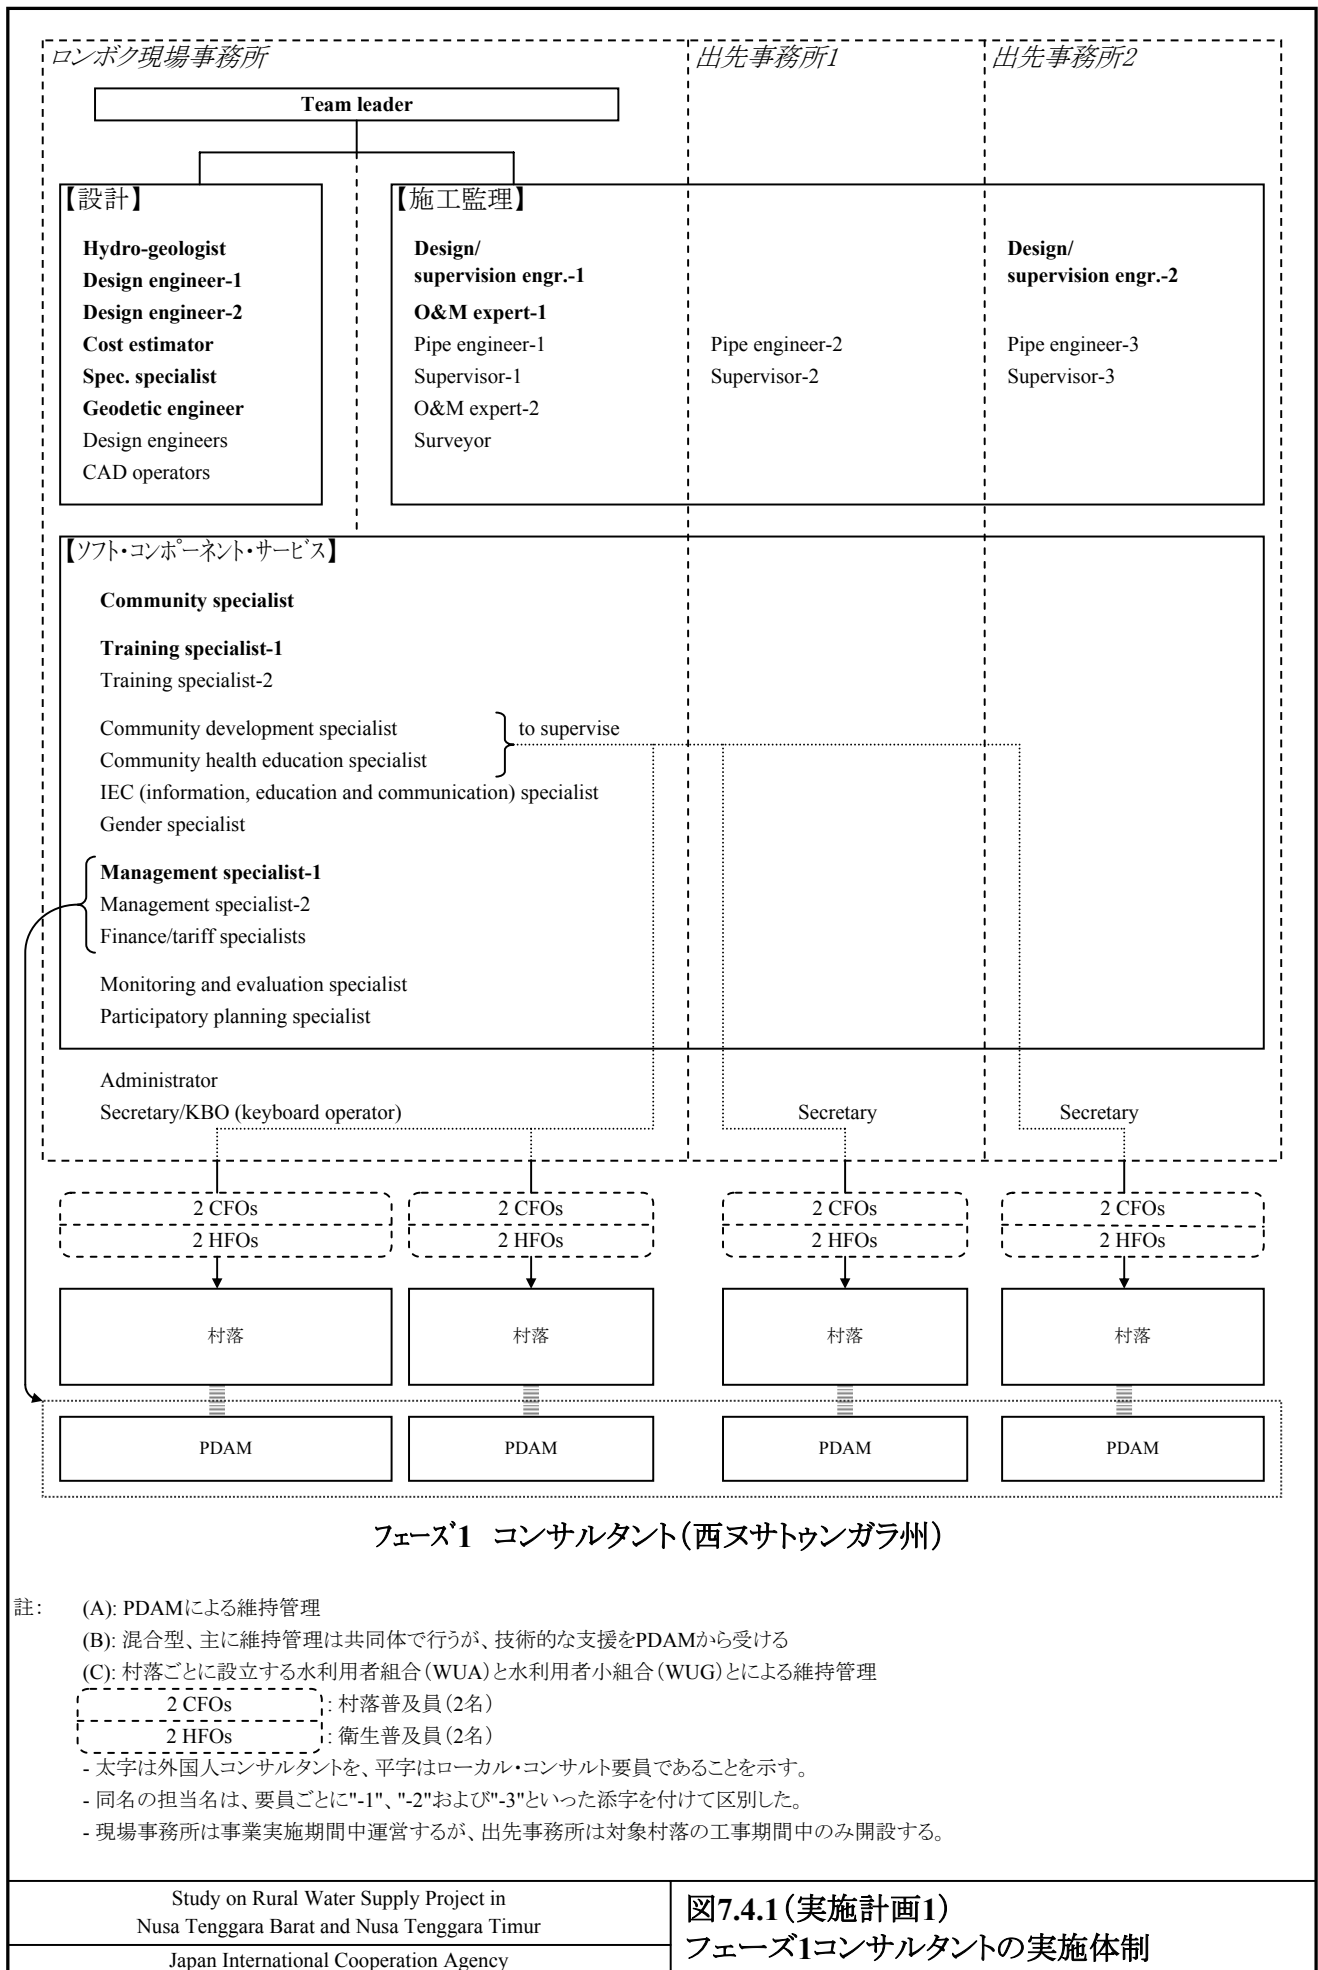 ロンボク現場事務所
出先事務所1
出先事務所2
Team leader
【設計】
Hydro-geologist
Design engineer-1
Design engineer-2
Cost estimator
Spec. specialist
Geodetic engineer
Design engineers
CAD operators
【施工監理】
Design/
supervision engr.-1
O&M expert-1
Pipe engineer-1
Supervisor-1
O&M expert-2
Surveyor
Pipe engineer-2
Supervisor-2
Design/
supervision engr.-2
Pipe engineer-3
Supervisor-3
【ソフト・コンポーネント・サービス】
Community specialist
Training specialist-1
Training specialist-2
Community development specialist
to supervise
Community health education specialist
IEC (information, education and communication) specialist
Gender specialist
Management specialist-1
Management specialist-2
Finance/tariff specialists
Monitoring and evaluation specialist
Participatory planning specialist
Administrator
Secretary/KBO (keyboard operator)
Secretary
Secretary
2 CFOs
2 CFOs
2 CFOs
2 CFOs
2 HFOs
2 HFOs
2 HFOs
2 HFOs
村落
村落
村落
村落
PDAM
PDAM
PDAM
PDAM
フェーズ1 コンサルタント（西ヌサトゥンガラ州）
註： (A): PDAMによる維持管理
(B): 混合型、主に維持管理は共同体で行うが、技術的な支援をPDAMから受ける
(C): 村落ごとに設立する水利用者組合（WUA）と水利用者小組合（WUG）とによる維持管理
2 CFOs ：村落普及員（2名）
2 HFOs ：衛生普及員（2名）
- 太字は外国人コンサルタントを、平字はローカル・コンサルト要員であることを示す。
- 同名の担当名は、要員ごとに"-1"、"-2"および"-3"といった添字を付けて区別した。
- 現場事務所は事業実施期間中運営するが、出先事務所は対象村落の工事期間中のみ開設する。
Study on Rural Water Supply Project in
Nusa Tenggara Barat and Nusa Tenggara Timur
Japan International Cooperation Agency
図7.4.1（実施計画1）
フェーズ1コンサルタントの実施体制